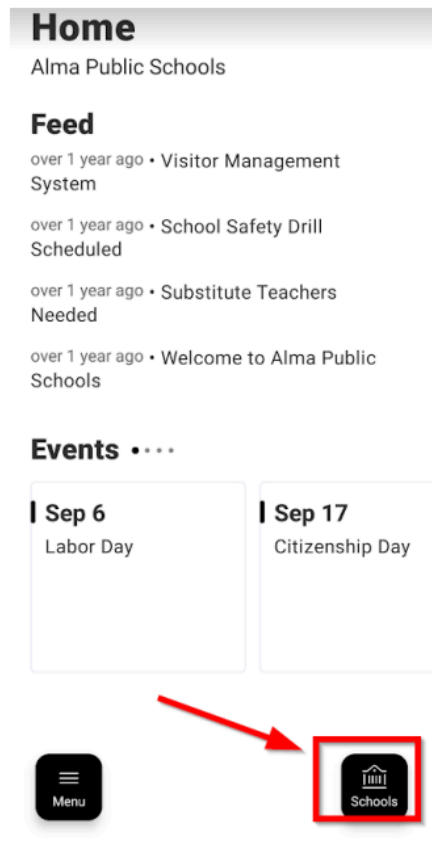 Home
Alma Public Schools
Feed
over 1 year ago • Visitor Management
System
over 1 year ago • School Safety Drill
Scheduled
over 1 year ago • Substitute Teachers
Needed
over 1 year ago • Welcome to Alma Public
Schools
Events
Sep 6
Labor Day
Sep 17
Citizenship Day
Menu
Schools